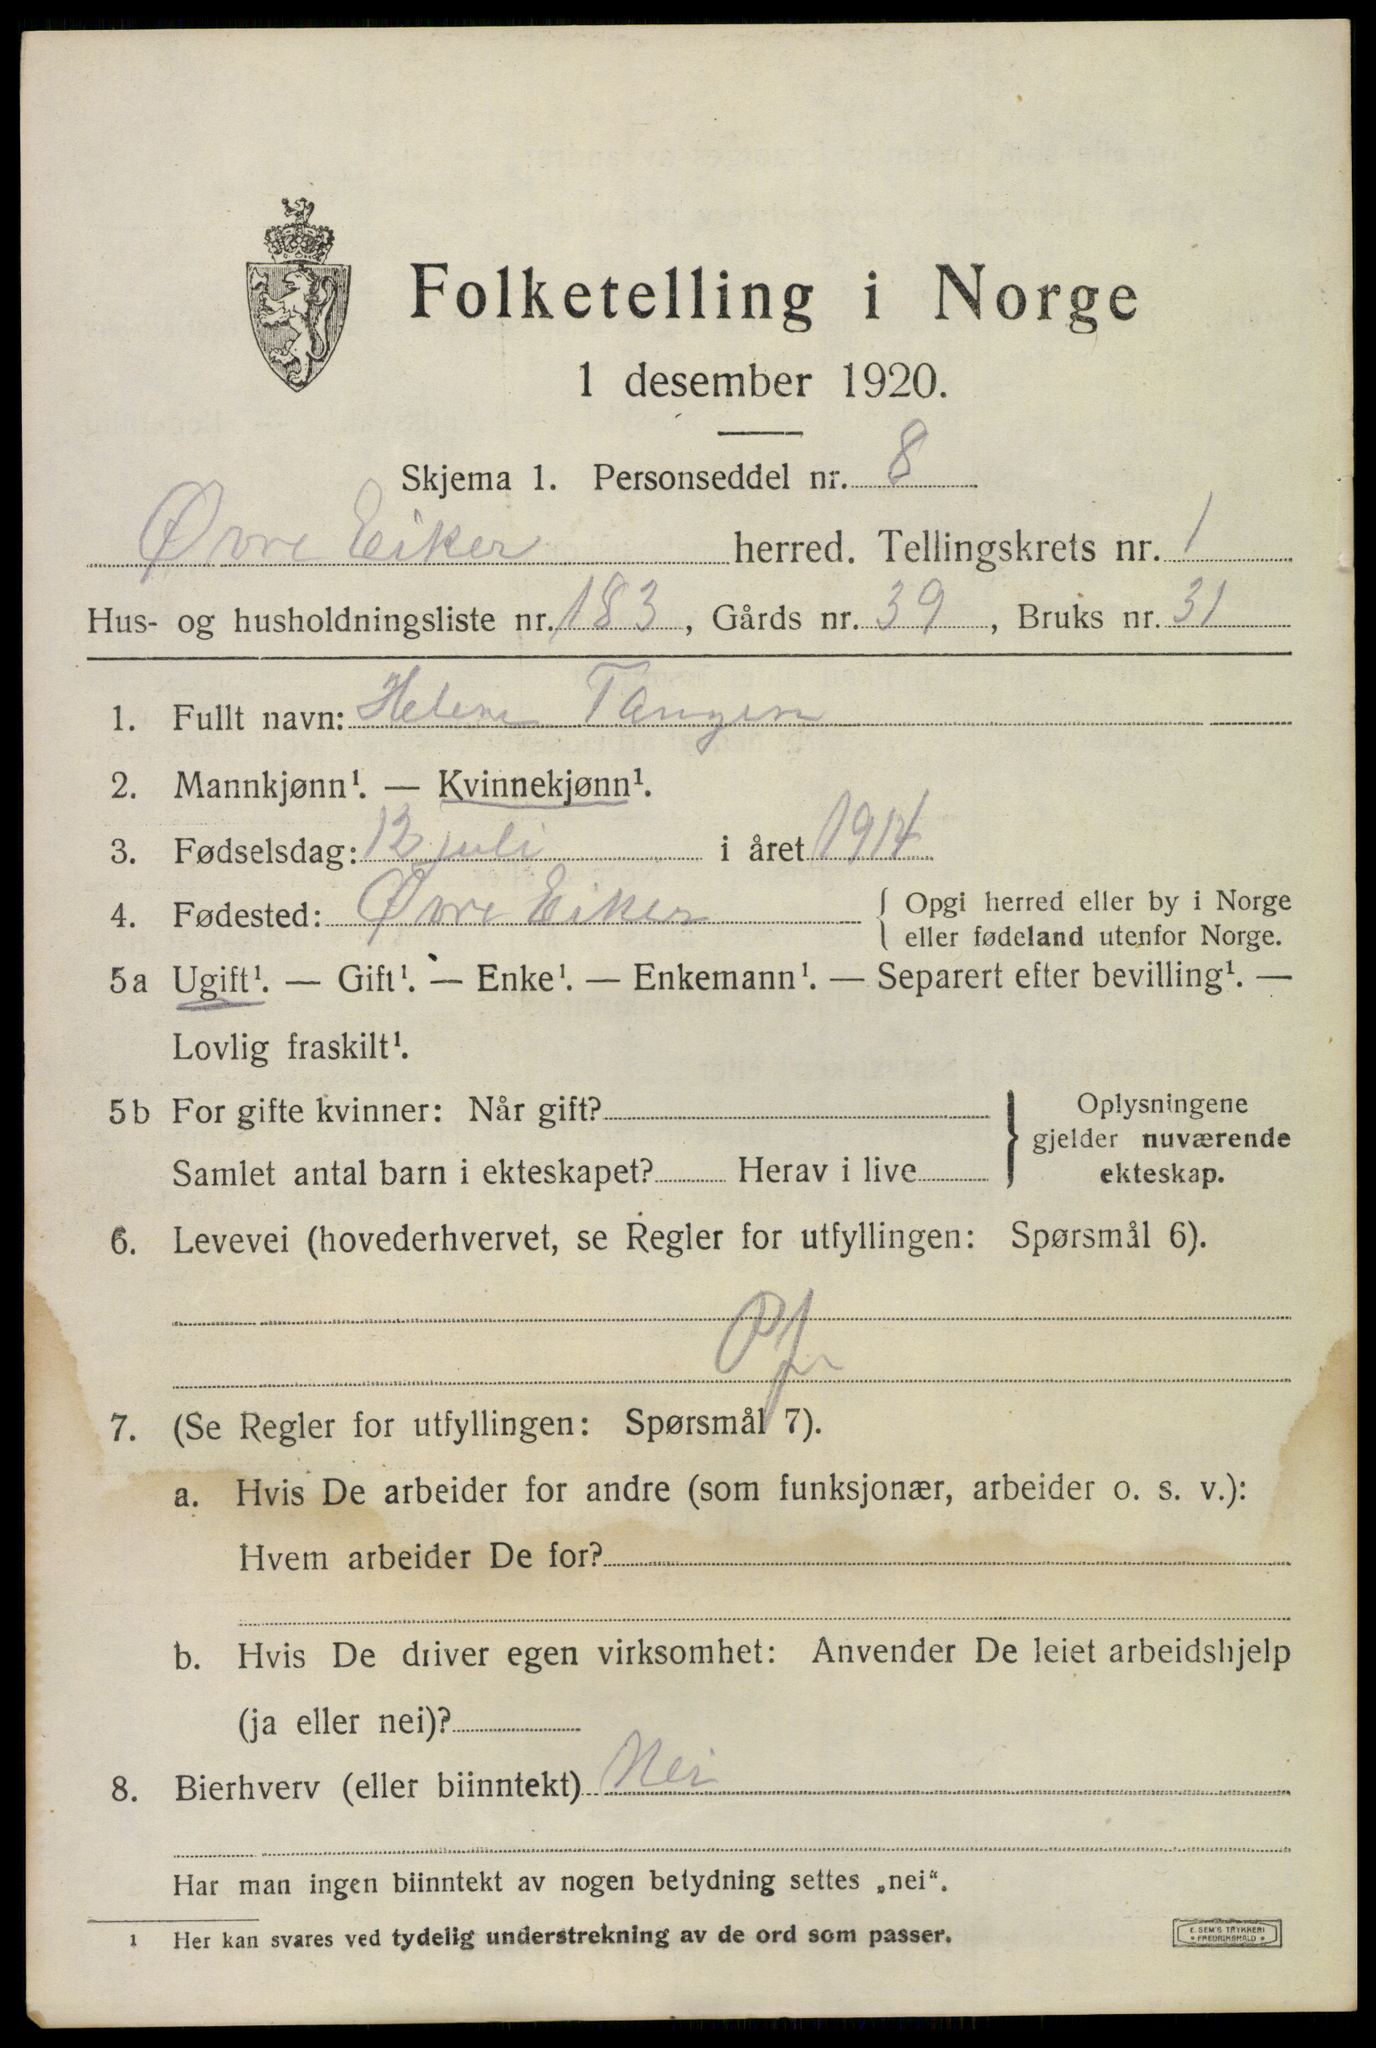 Folketelling i Norge
1 desember 1920.
Skjema 1. Personseddel nr. 8
Øvre Eiker herred. Tellingskrets nr. 1
Hus- og husholdningsliste nr. 183, Gårds nr. 39, Bruks nr. 31
1. Fullt navn: Helene Tangen
2. Mannkjønn¹. — Kvinnekjønn¹.
3. Fødselsdag: 12 juli i året 1914
4. Fødested: Øvre Eiker { Opgi herred eller by i Norge
eller fødeland utenfor Norge.
5a Ugift¹. — Gift¹. — Enke¹. — Enkemann¹. — Separert efter bevilling¹. —
Lovlig fraskilt¹.
5b For gifte kvinner: Når gift? } Oplysningene
gjelder nuværende
Samlet antal barn i ekteskapet? Herav i live ekteskap.
6. Levevei (hovederhvervet, se Regler for utfyllingen: Spørsmål 6).
7. (Se Regler for utfyllingen: Spørsmål 7).
a. Hvis De arbeider for andre (som funksjonær, arbeider o. s. v.):
Hvem arbeider De for?
b. Hvis De driver egen virksomhet: Anvender De leiet arbeidshjelp
(ja eller nei)?
8. Bierhverv (eller biinntekt) Nei
Har man ingen biinntekt av nogen betydning settes „nei“.
¹ Her kan svares ved tydelig understrekning av de ord som passer.
E. SEM'S TRYKKERI
• FREDRIKSHALD •